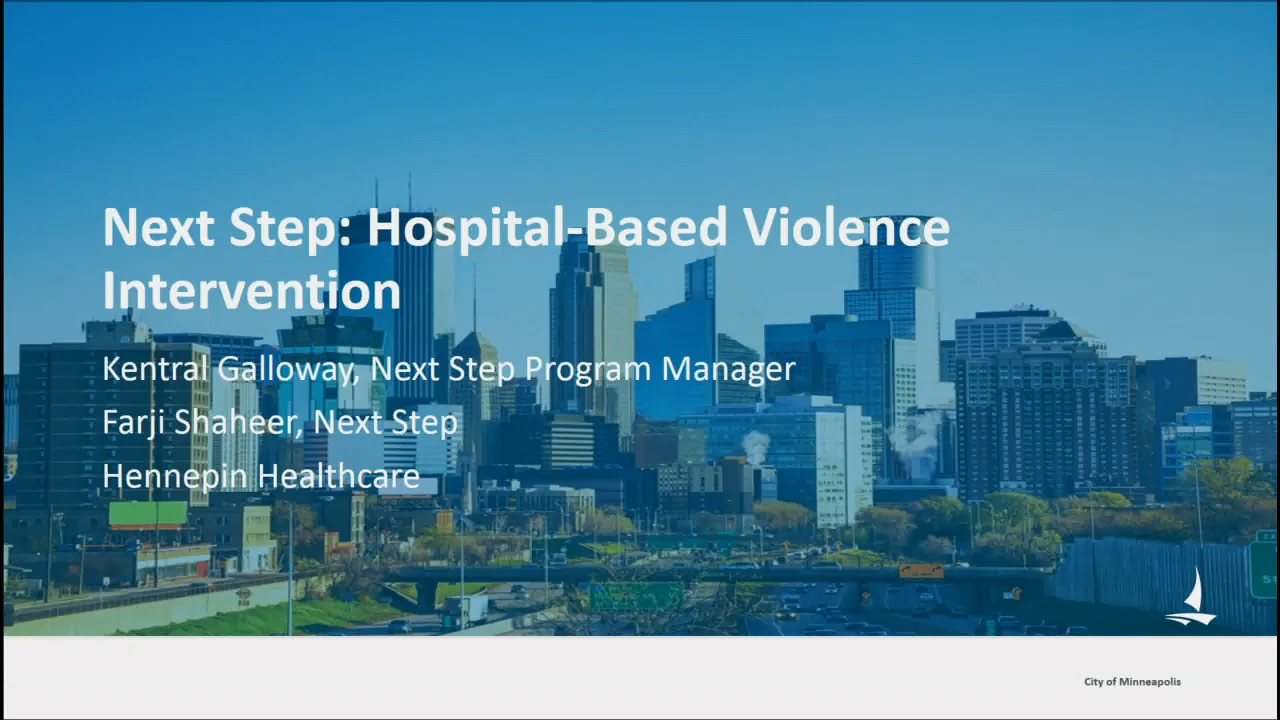 Next Step: Hospital-Based Violence
Intervention
Kentral Galloway, Next Step Program Manager
Farji Shaheer, Next Step
Hennepin Healthcare
City of Minneapolis